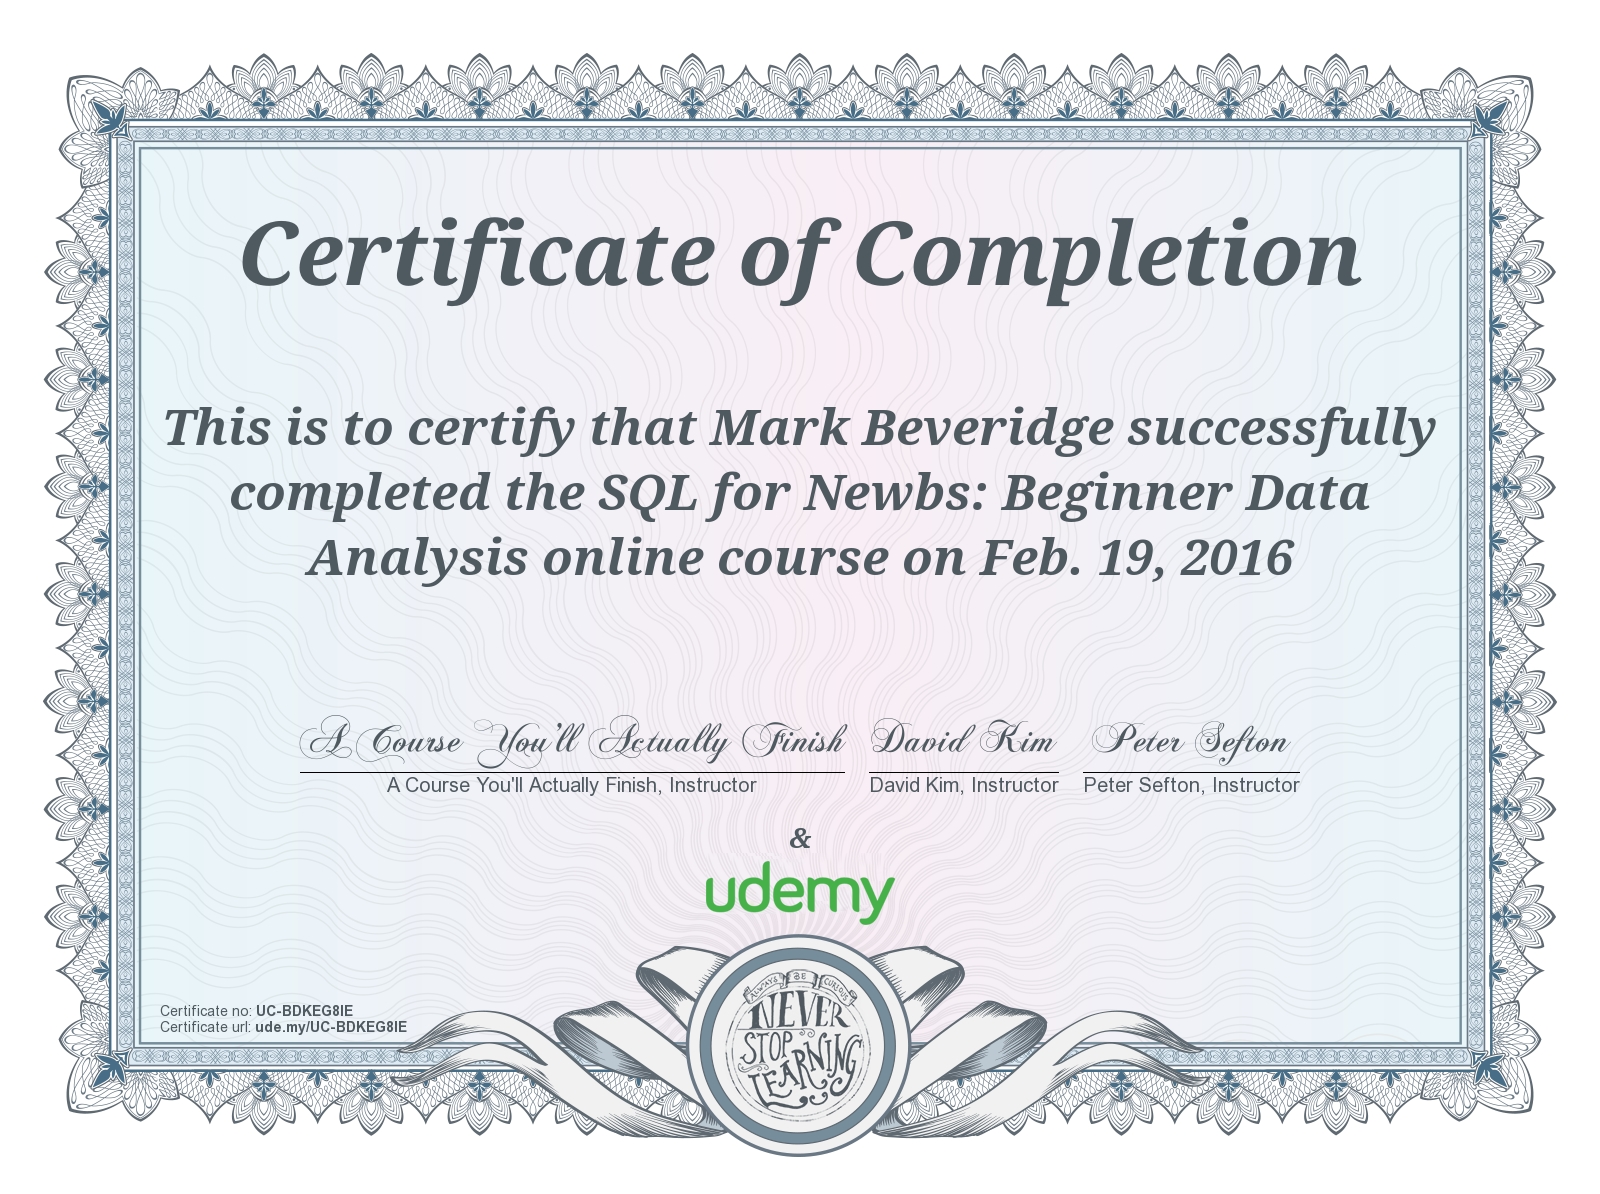 Certificate of Completion
This is to certify that Mark Beveridge successfully
completed the SQL for Newbs: Beginner Data
Analysis online course on Feb. 19, 2016
A Course You'll Actually Finish David Kim Peter Sefton
A Course You'll Actually Finish, Instructor David Kim, Instructor Peter Sefton, Instructor
&
udemy
Certificate no: UC-BDKEG8IE
Certificate url: ude.my/UC-BDKEG8IE
ALWAYS BE CURIOUS
NEVER
STOP
LEARNING